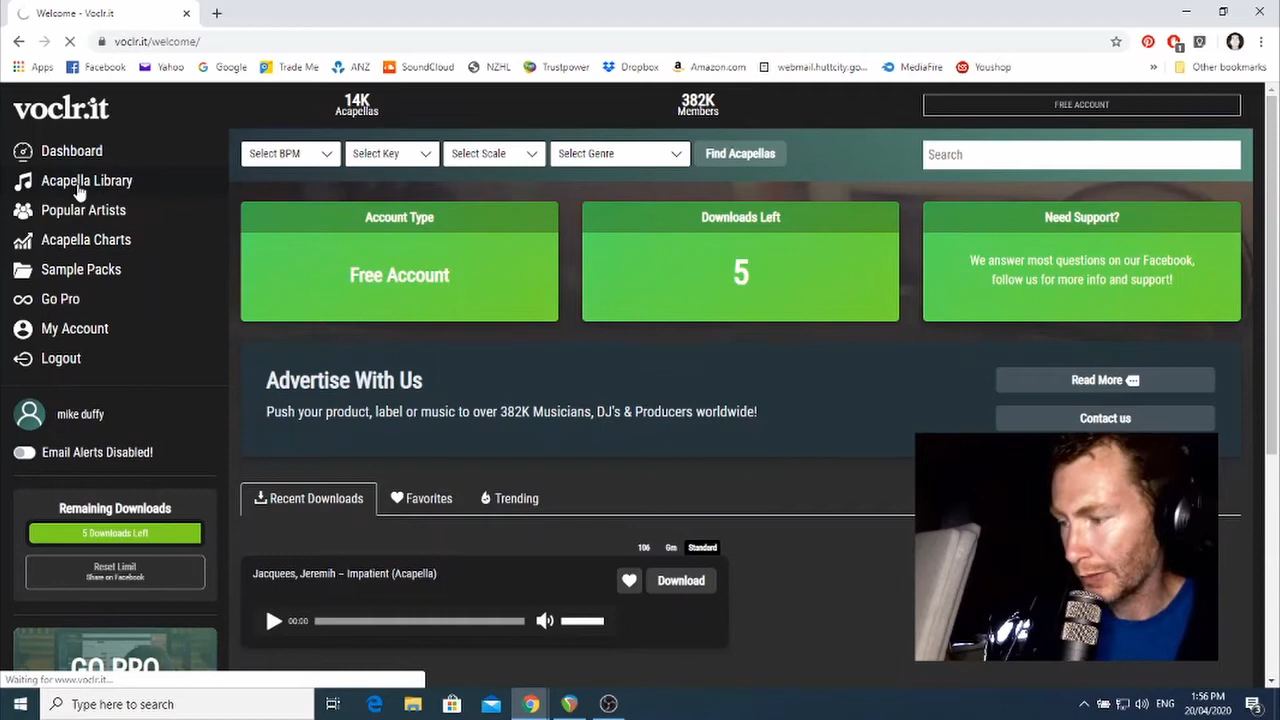 Welcome - Voclr.it
voclr.it/welcome/
Apps Facebook Yahoo Google Trade Me ANZ SoundCloud NZHL Trustpower Dropbox Amazon.com webmail.huttcity.go... MediaFire Youshop » Other bookmarks
voclr.it
14K
Acapellas
382K
Members
FREE ACCOUNT
Dashboard
Acapella Library
Popular Artists
Acapella Charts
Sample Packs
Go Pro
My Account
Logout
mike duffy
Email Alerts Disabled!
Remaining Downloads
5 Downloads Left
Reset Limit
Share on Facebook
GO PRO
Select BPM Select Key Select Scale Select Genre Find Acapellas Search
Account Type
Free Account
Downloads Left
5
Need Support?
We answer most questions on our Facebook,
follow us for more info and support!
Advertise With Us
Push your product, label or music to over 382K Musicians, DJ's & Producers worldwide!
Read More
Contact us
Recent Downloads Favorites Trending
106 Gm Standard
Jacquees, Jeremih – Impatient (Acapella)
Download
00:00
Waiting for www.voclr.it...
Type here to search
ENG
1:56 PM
20/04/2020
3